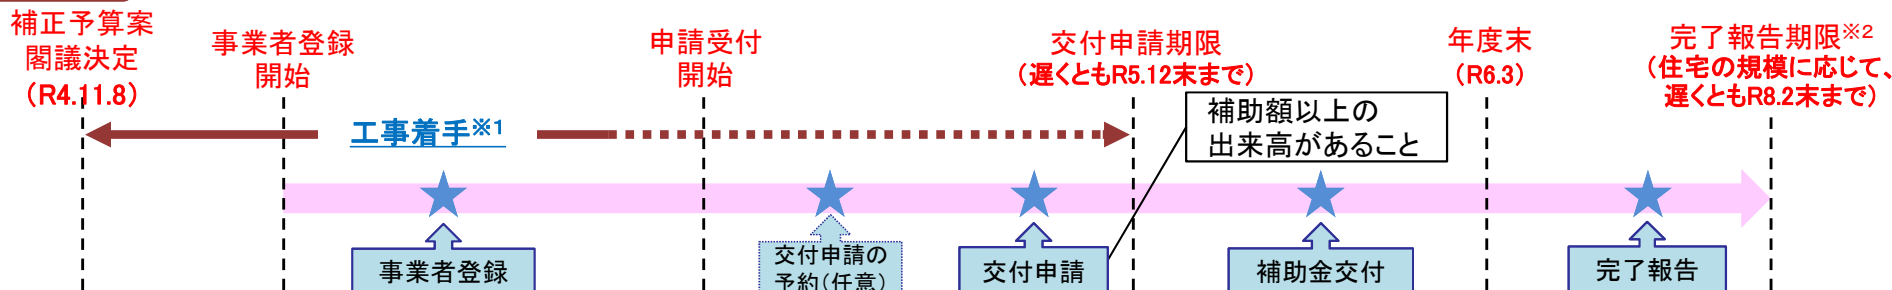 補正予算案
閣議決定
(R4.11.8)
事業者登録
開始
申請受付
開始
交付申請期限
(遅くともR5.12末まで)
年度末
(R6.3)
完了報告期限※2
(住宅の規模に応じて、
遅くともR8.2末まで)
工事着手※1
補助額以上の
出来高があること
事業者登録
交付申請の
予約(任意)
交付申請
補助金交付
完了報告